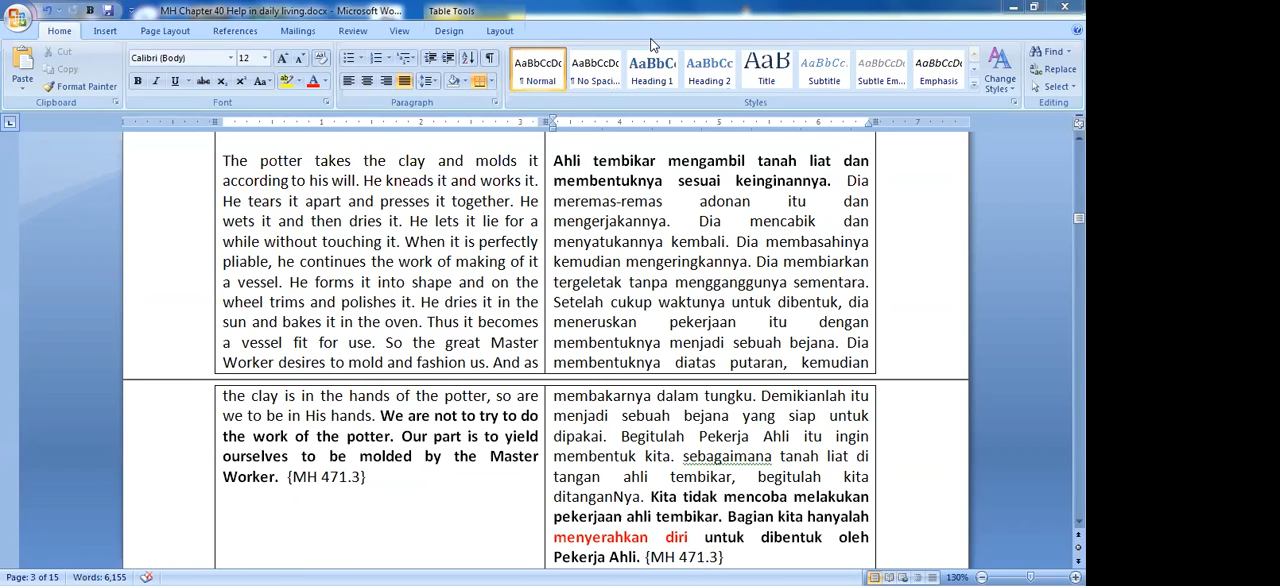 MH Chapter 40 Help in daily living.docx - Microsoft Wo...
Table Tools
Home
Insert
Page Layout
References
Mailings
Review
View
Design
Layout
Paste
Cut
Copy
Format Painter
Clipboard
Calibri (Body)
12
Font
Paragraph
AaBbCcDc
¶ Normal
AaBbCcDc
¶ No Spaci...
AaBbC
Heading 1
AaBbCc
Heading 2
AaB
Title
AaBbCc.
Subtitle
AaBbCcDc
Subtle Em...
AaBbCcDc
Emphasis
Change
Styles
Styles
Find
Replace
Select
Editing
1 2 3 4 5 6 7
The potter takes the clay and molds it
according to his will. He kneads it and works it.
He tears it apart and presses it together. He
wets it and then dries it. He lets it lie for a
while without touching it. When it is perfectly
pliable, he continues the work of making of it
a vessel. He forms it into shape and on the
wheel trims and polishes it. He dries it in the
sun and bakes it in the oven. Thus it becomes
a vessel fit for use. So the great Master
Worker desires to mold and fashion us. And as
the clay is in the hands of the potter, so are
we to be in His hands. We are not to try to do
the work of the potter. Our part is to yield
ourselves to be molded by the Master
Worker. {MH 471.3}
Ahli tembikar mengambil tanah liat dan
membentuknya sesuai keinginannya. Dia
meremas-remas adonan itu dan
mengerjakannya. Dia mencabik dan
menyatukannya kembali. Dia membasahinya
kemudian mengeringkannya. Dia membiarkan
tergeletak tanpa mengganggunya sementara.
Setelah cukup waktunya untuk dibentuk, dia
meneruskan pekerjaan itu dengan
membentuknya menjadi sebuah bejana. Dia
membentuknya diatas putaran, kemudian
membakarnya dalam tungku. Demikianlah itu
menjadi sebuah bejana yang siap untuk
dipakai. Begitulah Pekerja Ahli itu ingin
membentuk kita. sebagaimana tanah liat di
tangan ahli tembikar, begitulah kita
ditanganNya. Kita tidak mencoba melakukan
pekerjaan ahli tembikar. Bagian kita hanyalah
menyerahkan diri untuk dibentuk oleh
Pekerja Ahli. {MH 471.3}
Page: 3 of 15
Words: 6,155
130%